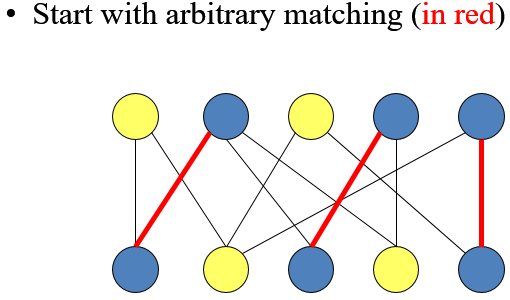 • Start with arbitrary matching (in red)